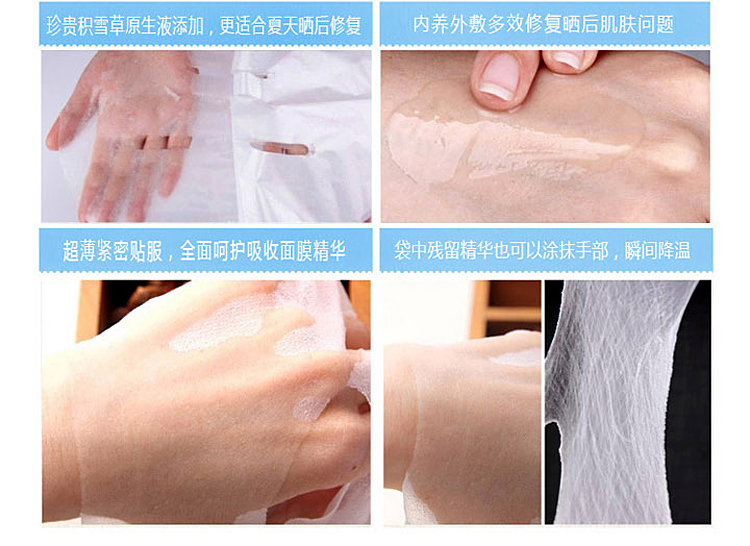 珍贵积雪草原生液添加，更适合夏天晒后修复
内养外敷多效修复晒后肌肤问题
超薄紧密贴服，全面呵护吸收面膜精华
袋中残留精华也可以涂抹手部，瞬间降温